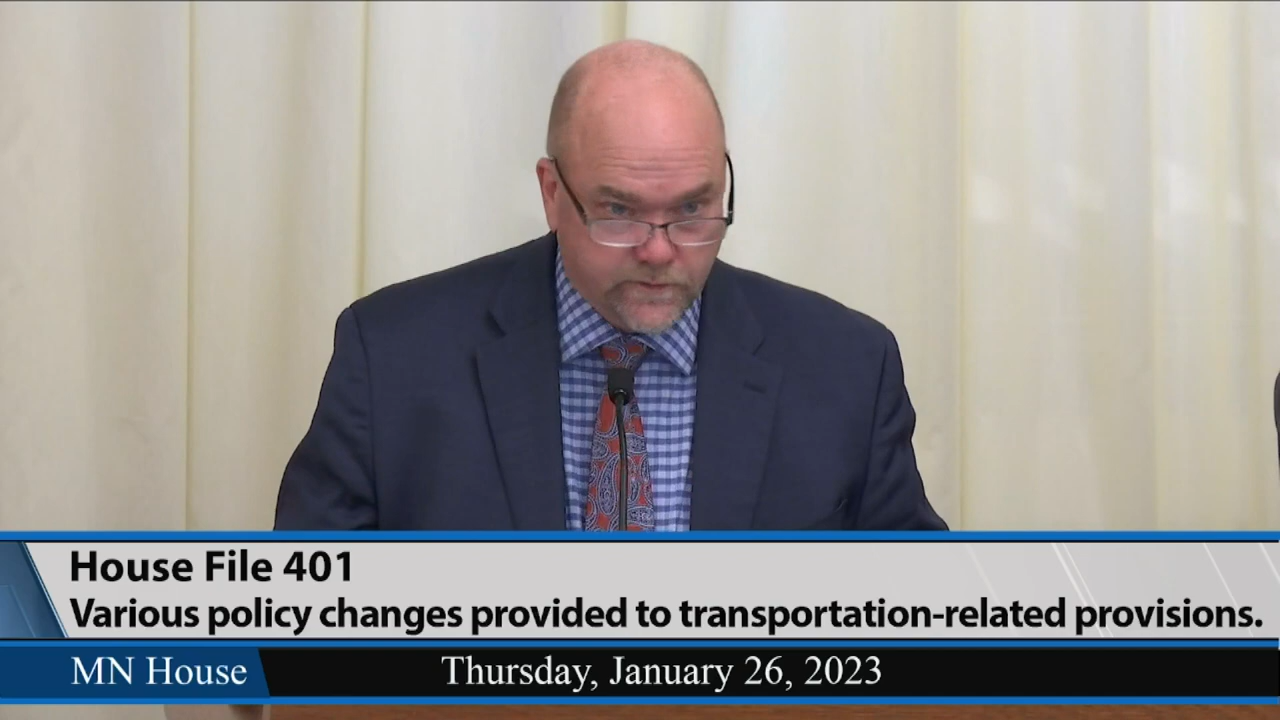 House File 401
Various policy changes provided to transportation-related provisions.
MN House
Thursday, January 26, 2023